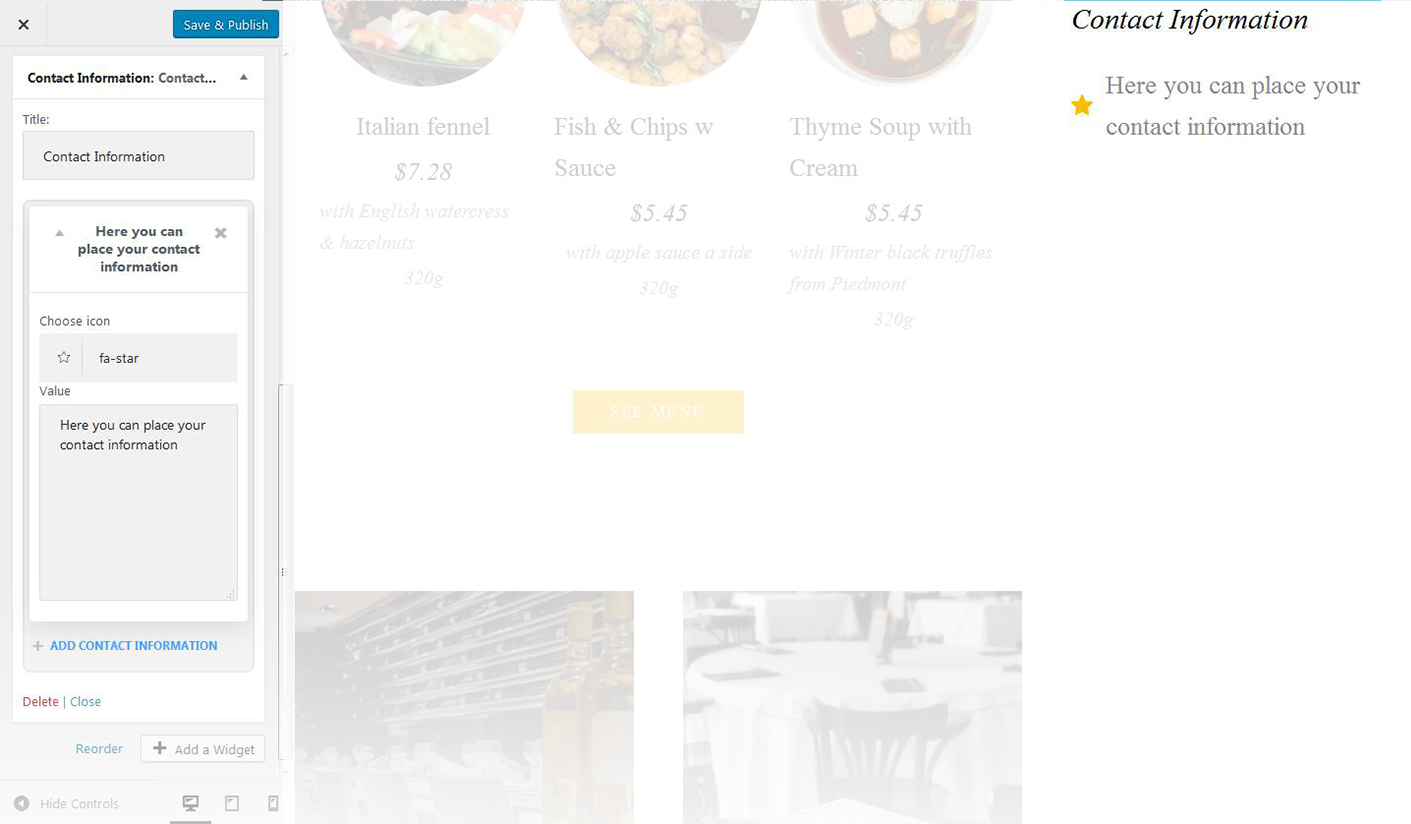 Save & Publish
Contact Information: Contact...
Title:
Contact Information
Here you can
place your contact
information
Choose icon
fa-star
Value
Here you can place your
contact information
ADD CONTACT INFORMATION
Delete | Close
Reorder
Add a Widget
Hide Controls
Italian fennel
$7.28
with English watercress
& hazelnuts
320g
Fish & Chips w
Sauce
$5.45
with apple sauce a side
320g
Thyme Soup with
Cream
$5.45
with Winter black truffles
from Piedmont
320g
SEE MENU
Contact Information
Here you can place your
contact information